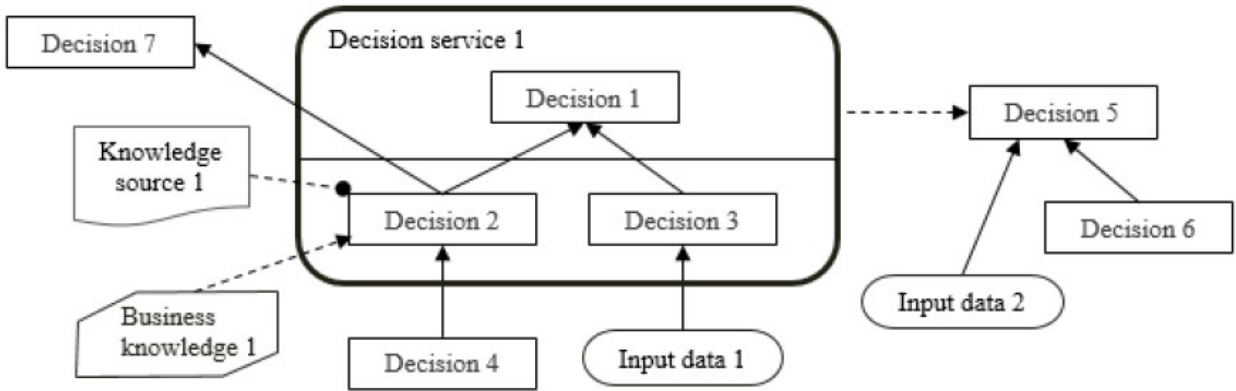 Decision 7
Decision service 1
Decision 1
Decision 5
Knowledge
source 1
Decision 2
Decision 3
Decision 6
Input data 2
Business
knowledge 1
Decision 4
Input data 1